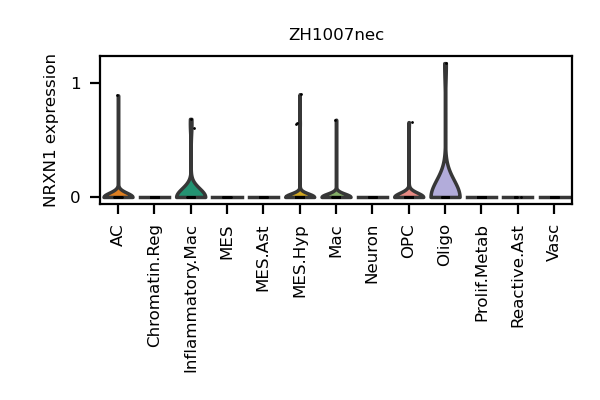 ZH1007nec
NRXN1 expression
1
0
AC
Chromatin.Reg
Inflammatory.Mac
MES
MES.Ast
MES.Hyp
Mac
Neuron
OPC
Oligo
Prolif.Metab
Reactive.Ast
Vasc